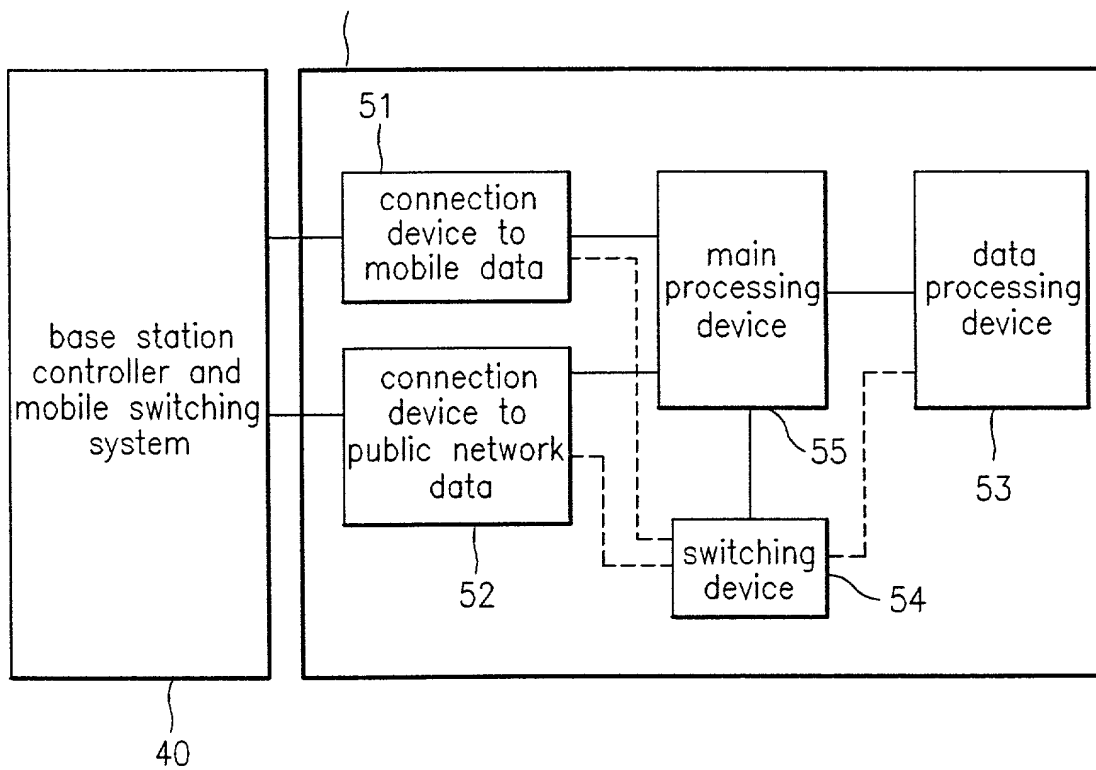 51
connection
device to
mobile data
main
processing
device
data
processing
device
base station
controller and
mobile switching
system
connection
device to
public network
data
55
53
switching
device
52
54
40